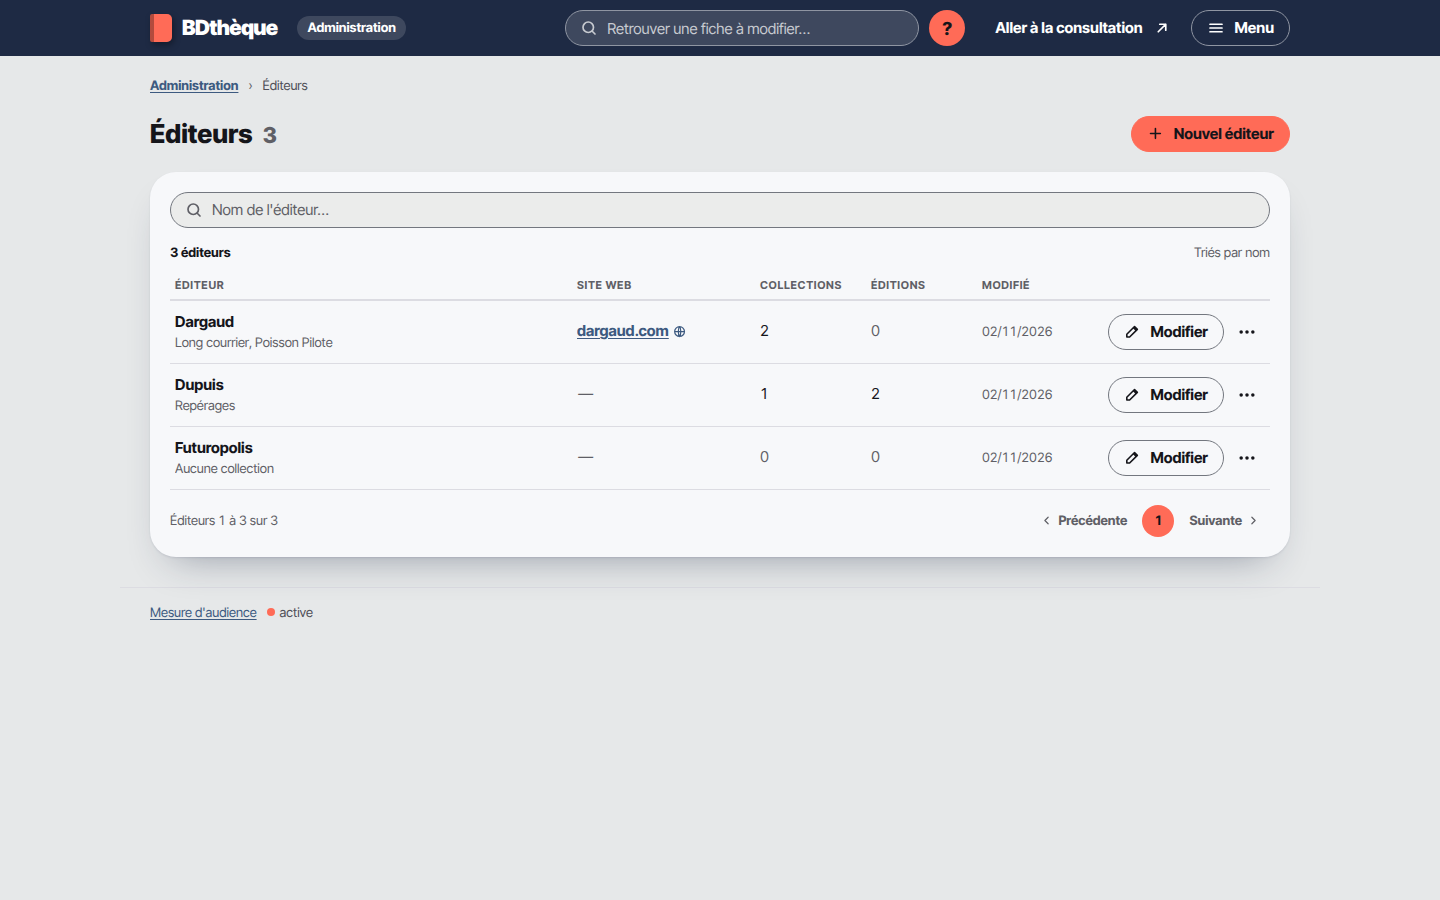 BDthèque Administration Retrouver une fiche à modifier... ? Aller à la consultation Menu
Administration › Éditeurs
Éditeurs 3 Nouvel éditeur
Nom de l'éditeur...
3 éditeurs Triés par nom
ÉDITEUR SITE WEB COLLECTIONS ÉDITIONS MODIFIÉ
Dargaud dargaud.com 2 0 02/11/2026 Modifier
Long courrier, Poisson Pilote
Dupuis — 1 2 02/11/2026 Modifier
Repérages
Futuropolis — 0 0 02/11/2026 Modifier
Aucune collection
Éditeurs 1 à 3 sur 3 Précédente 1 Suivante
Mesure d'audience active